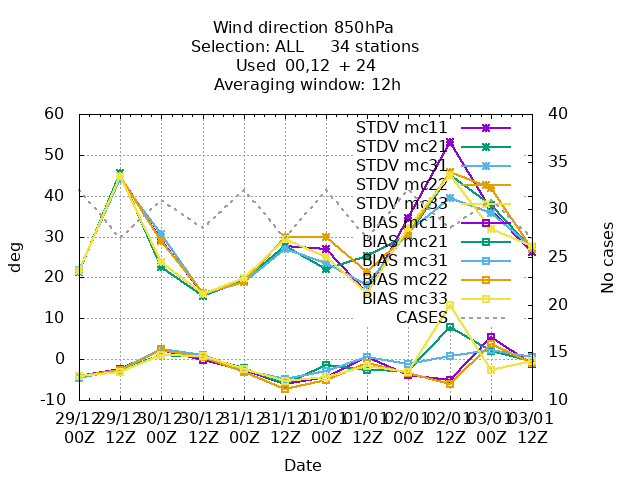 Wind direction 850hPa
Selection: ALL     34 stations
Used  00,12  + 24
Averaging window: 12h
60
50
40
30
20
10
0
-10
deg
40
35
30
25
20
15
10
No cases
STDV mc11
STDV mc21
STDV mc31
STDV mc22
STDV mc33
BIAS mc11
BIAS mc21
BIAS mc31
BIAS mc22
BIAS mc33
CASES
29/12 29/12 30/12 30/12 31/12 31/12 01/01 01/01 02/01 02/01 03/01 03/01
00Z 12Z 00Z 12Z 00Z 12Z 00Z 12Z 00Z 12Z 00Z 12Z
Date